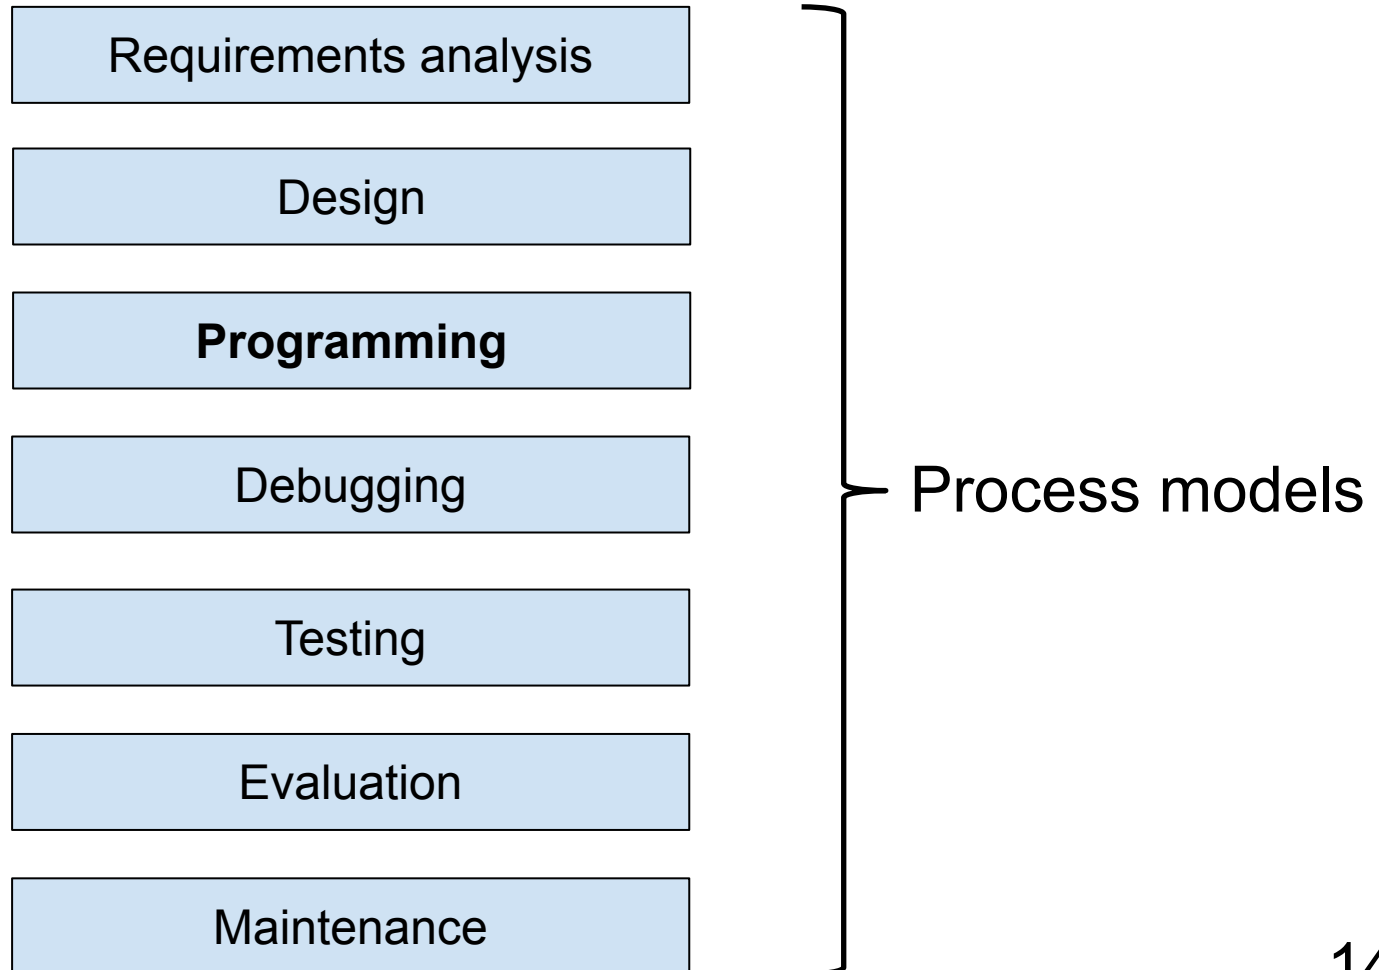 Requirements analysis
Design
Programming
Debugging
Process models
Testing
Evaluation
Maintenance